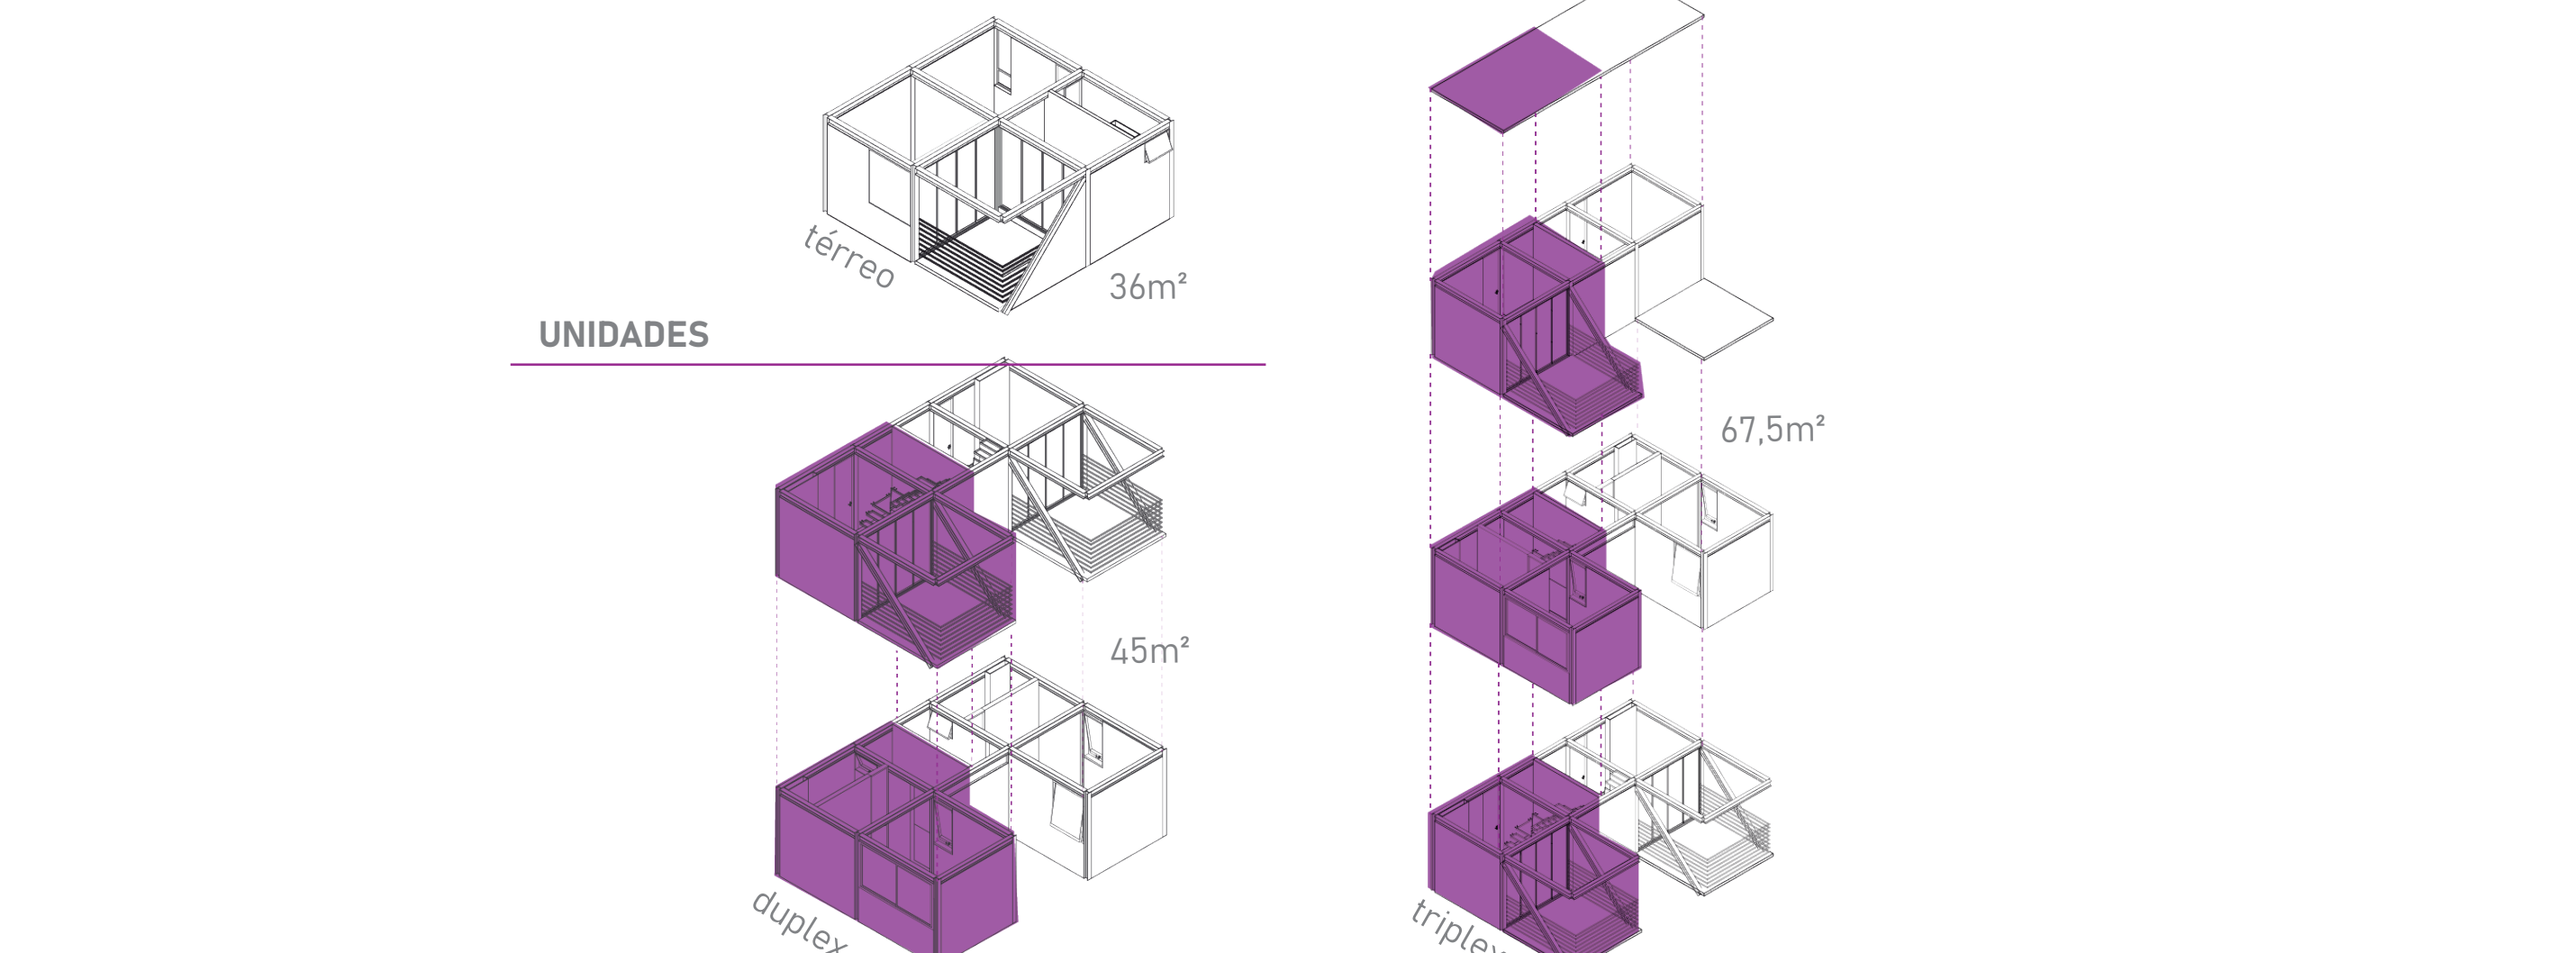 térreo
36m²
UNIDADES
45m²
duplex
67,5m²
triplex